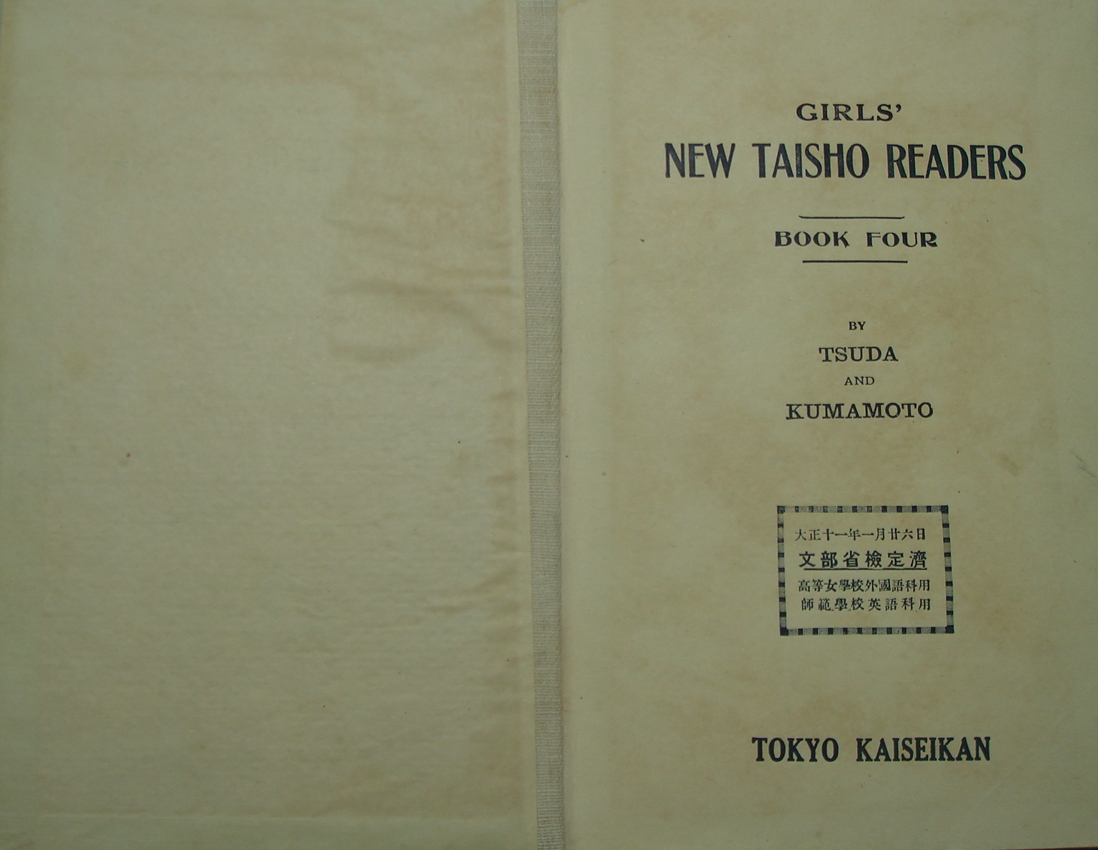 GIRLS'
NEW TAISHO READERS
BOOK FOUR
BY
TSUDA
AND
KUMAMOTO
大正十一年一月廿六日
文部省檢定濟
高等女學校外國語科用
師範學校英語科用
TOKYO KAISEIKAN